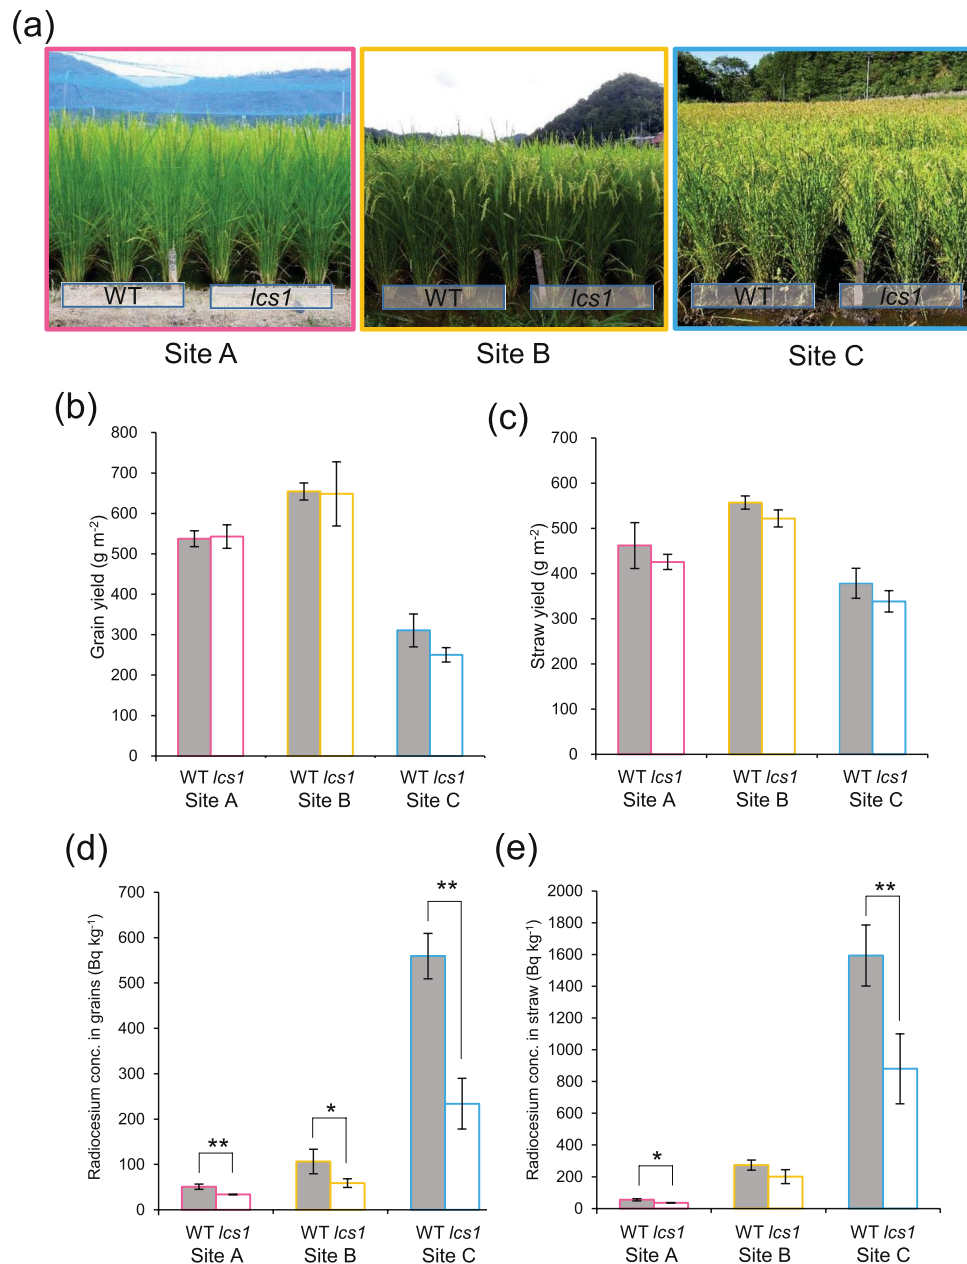 (a)
WT lcs1
WT lcs1
WT lcs1
Site A
Site B
Site C
(b)
Grain yield (g m-2)
800
700
600
500
400
300
200
100
0
WT lcs1 WT lcs1 WT lcs1
Site A Site B Site C
(c)
Straw yield (g m-2)
700
600
500
400
300
200
100
0
WT lcs1 WT lcs1 WT lcs1
Site A Site B Site C
(d)
Radiocesium conc. in grains (Bq kg-1)
700
600
500
400
300
200
100
0
**
*
**
WT lcs1 WT lcs1 WT lcs1
Site A Site B Site C
(e)
Radiocesium conc. in straw (Bq kg-1)
2000
1800
1600
1400
1200
1000
800
600
400
200
0
*
**
WT lcs1 WT lcs1 WT lcs1
Site A Site B Site C